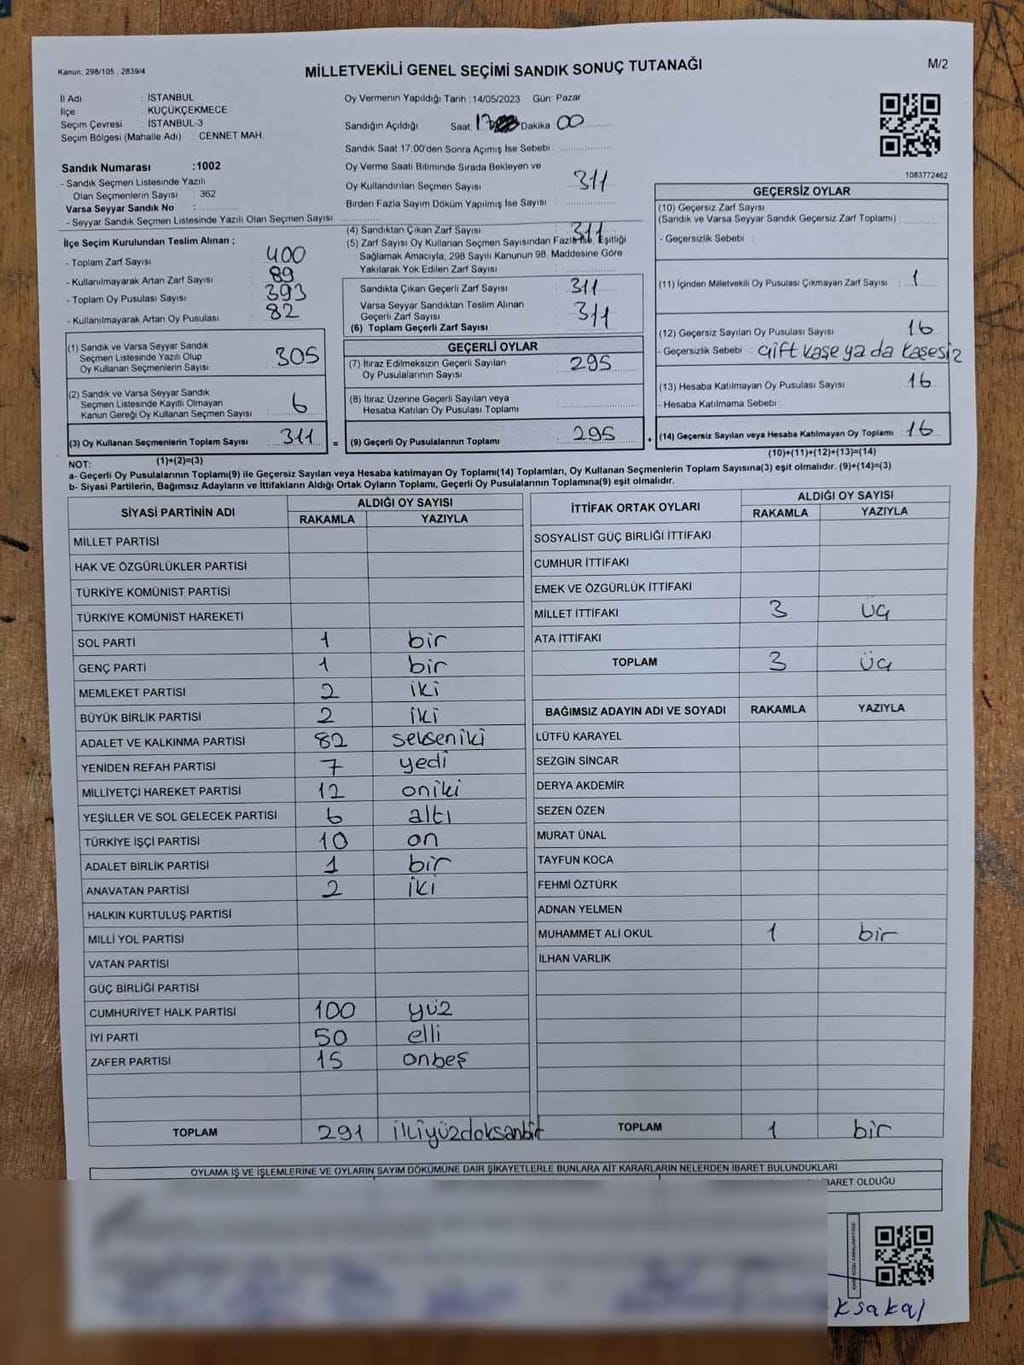 Kanun; 298/105 , 2839/4
MİLLETVEKİLİ GENEL SEÇİMİ SANDIK SONUÇ TUTANAĞI
M/2
İl Adı : İSTANBUL
İlçe : KÜÇÜKÇEKMECE
Seçim Çevresi : İSTANBUL-3
Seçim Bölgesi (Mahalle Adı) : CENNET MAH.
Oy Vermenin Yapıldığı Tarih :14/05/2023 Gün: Pazar
Sandığın Açıldığı Saat: 17 Dakika 00
Sandık Saat 17:00'den Sonra Açımış İse Sebebi :
Sandık Numarası :1002
- Sandık Seçmen Listesinde Yazılı
Olan Seçmenlerin Sayısı : 362
Varsa Seyyar Sandık No :
- Seyyar Sandık Seçmen Listesinde Yazılı Olan Seçmen Sayısı:
Oy Verme Saati Bitiminde Sırada Bekleyen ve
Oy Kullandırılan Seçmen Sayısı : 311
Birden Fazla Sayım Döküm Yapılmış İse Sayısı :
1083772462
İlçe Seçim Kurulundan Teslim Alınan ;
- Toplam Zarf Sayısı : 400
- Kullanılmayarak Artan Zarf Sayısı : 89
- Toplam Oy Pusulası Sayısı : 393
- Kullanılmayarak Artan Oy Pusulası : 82
(4) Sandıktan Çıkan Zarf Sayısı : 311
(5) Zarf Sayısı Oy Kullanan Seçmen Sayısından Fazla İse, Eşitliği
Sağlamak Amacıyla; 298 Sayılı Kanunun 98. Maddesine Göre
Yakılarak Yok Edilen Zarf Sayısı :
Sandıkta Çıkan Geçerli Zarf Sayısı : 311
Varsa Seyyar Sandıktan Teslim Alınan
Geçerli Zarf Sayısı : 311
(6) Toplam Geçerli Zarf Sayısı
GEÇERSİZ OYLAR
(10) Geçersiz Zarf Sayısı
(Sandık ve Varsa Seyyar Sandık Geçersiz Zarf Toplamı) :
- Geçersizlik Sebebi :
(11) İçinden Milletvekili Oy Pusulası Çıkmayan Zarf Sayısı : 1
(12) Geçersiz Sayılan Oy Pusulası Sayısı : 16
- Geçersizlik Sebebi : Çift kaşe ya da kaşesiz
(13) Hesaba Katılmayan Oy Pusulası Sayısı : 16
- Hesaba Katılmama Sebebi :
(14) Geçersiz Sayılan veya Hesaba Katılmayan Oy Toplamı : 16
(10)+(11)+(12)+(13)=(14)
(1) Sandık ve Varsa Seyyar Sandık
Seçmen Listesinde Yazılı Olup
Oy Kullanan Seçmenlerin Sayısı : 305
(2) Sandık ve Varsa Seyyar Sandık
Seçmen Listesinde Kayıtlı Olmayan
Kanun Gereği Oy Kullanan Seçmen Sayısı : 6
(3) Oy Kullanan Seçmenlerin Toplam Sayısı : 311 =
(1)+(2)=(3)
GEÇERLİ OYLAR
(7) İtiraz Edilmeksizin Geçerli Sayılan
Oy Pusulalarının Sayısı : 295
(8) İtiraz Üzerine Geçerli Sayılan veya
Hesaba Katılan Oy Pusulası Toplamı :
(9) Geçerli Oy Pusulalarının Toplamı : 295 +
NOT:
a- Geçerli Oy Pusulalarının Toplamı(9) ile Geçersiz Sayılan veya Hesaba katılmayan Oy Toplamı(14) Toplamları, Oy Kullanan Seçmenlerin Toplam Sayısına(3) eşit olmalıdır. (9)+(14)=(3)
b- Siyasi Partilerin, Bağımsız Adayların ve İttifakların Aldığı Ortak Oyların Toplamı, Geçerli Oy Pusulalarının Toplamına(9) eşit olmalıdır.
SİYASİ PARTİNİN ADI ALDIĞI OY SAYISI
RAKAMLA YAZIYLA
MİLLET PARTİSİ
HAK VE ÖZGÜRLÜKLER PARTİSİ
TÜRKİYE KOMÜNİST PARTİSİ
TÜRKİYE KOMÜNİST HAREKETİ
SOL PARTİ 1 bir
GENÇ PARTİ 1 bir
MEMLEKET PARTİSİ 2 iki
BÜYÜK BİRLİK PARTİSİ 2 iki
ADALET VE KALKINMA PARTİSİ 82 sekseniki
YENİDEN REFAH PARTİSİ 7 yedi
MİLLİYETÇİ HAREKET PARTİSİ 12 oniki
YEŞİLLER VE SOL GELECEK PARTİSİ 6 altı
TÜRKİYE İŞÇİ PARTİSİ 10 on
ADALET BİRLİK PARTİSİ 1 bir
ANAVATAN PARTİSİ 2 iki
HALKIN KURTULUŞ PARTİSİ
MİLLİ YOL PARTİSİ
VATAN PARTİSİ
GÜÇ BİRLİĞİ PARTİSİ
CUMHURİYET HALK PARTİSİ 100 yüz
İYİ PARTİ 50 elli
ZAFER PARTİSİ 15 onbeş
TOPLAM 291 ikiyüzdoksanbir
İTTİFAK ORTAK OYLARI ALDIĞI OY SAYISI
RAKAMLA YAZIYLA
SOSYALİST GÜÇ BİRLİĞİ İTTİFAKI
CUMHUR İTTİFAKI
EMEK VE ÖZGÜRLÜK İTTİFAKI
MİLLET İTTİFAKI 3 üç
ATA İTTİFAKI
TOPLAM 3 üç
BAĞIMSIZ ADAYIN ADI VE SOYADI RAKAMLA YAZIYLA
LÜTFÜ KARAYEL
SEZGİN SİNCAR
DERYA AKDEMİR
SEZEN ÖZEN
MURAT ÜNAL
TAYFUN KOCA
FEHMİ ÖZTÜRK
ADNAN YELMEN
MUHAMMET ALİ OKUL 1 bir
İLHAN VARLIK
TOPLAM 1 bir
OYLAMA İŞ VE İŞLEMLERİNE VE OYLARIN SAYIM DÖKÜMÜNE DAİR ŞİKAYETLERLE BUNLARA AİT KARARLARIN NELERDEN İBARET BULUNDUKLARI
İBARET OLDUĞU
ksakal